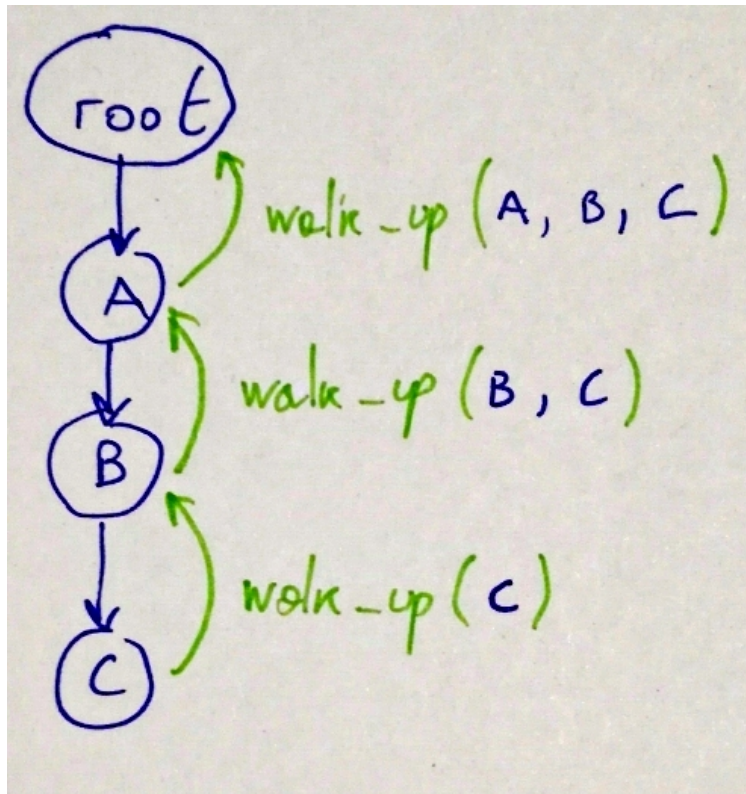 root
walk_up (A, B, C)
A
walk_up (B, C)
B
walk_up (C)
C